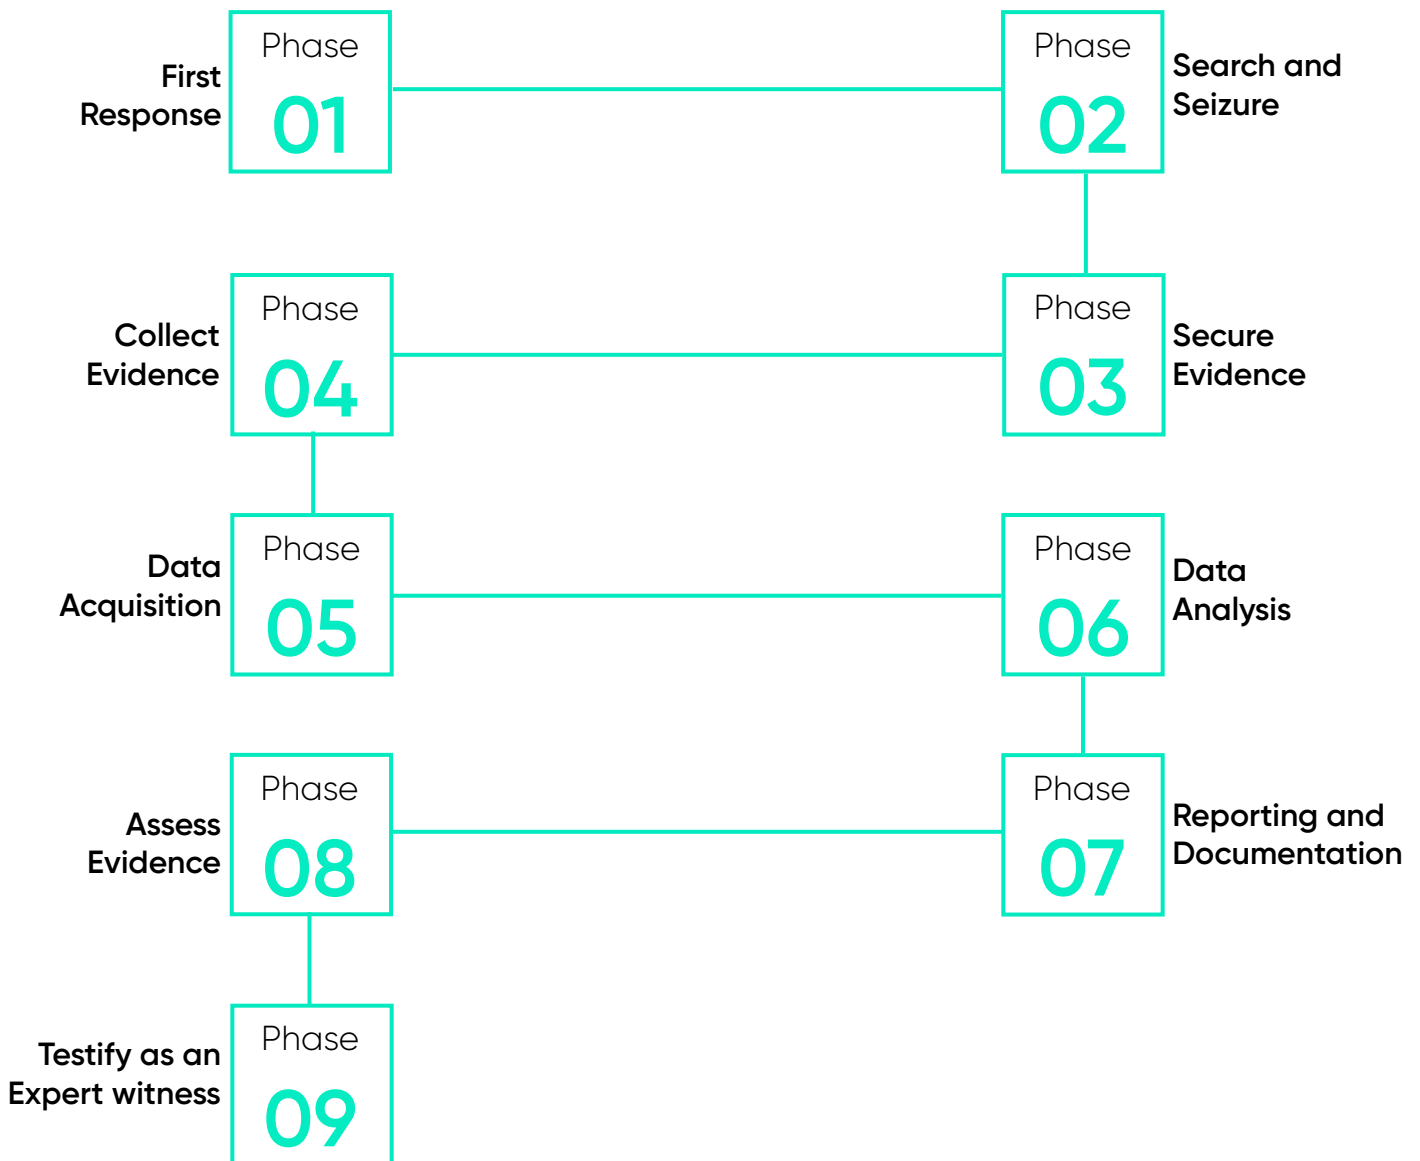 First
Response
Phase
01
Phase
02
Search and
Seizure
Collect
Evidence
Phase
04
Phase
03
Secure
Evidence
Data
Acquisition
Phase
05
Phase
06
Data
Analysis
Assess
Evidence
Phase
08
Phase
07
Reporting and
Documentation
Testify as an
Expert witness
Phase
09